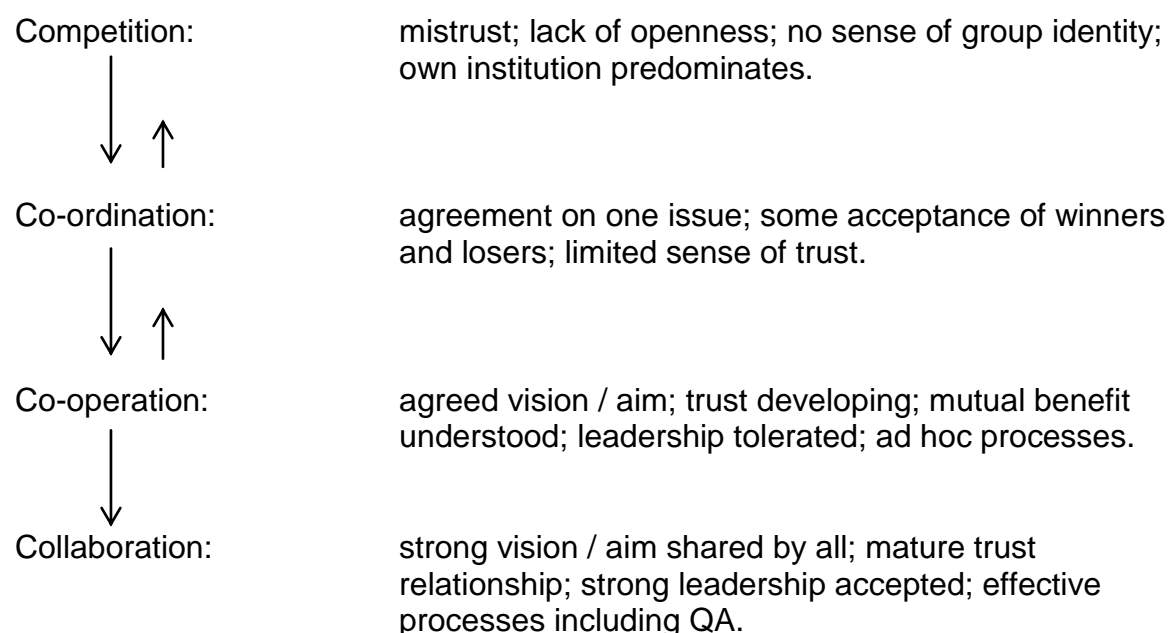 Competition: mistrust; lack of openness; no sense of group identity;
own institution predominates.
Co-ordination: agreement on one issue; some acceptance of winners
and losers; limited sense of trust.
Co-operation: agreed vision / aim; trust developing; mutual benefit
understood; leadership tolerated; ad hoc processes.
Collaboration: strong vision / aim shared by all; mature trust
relationship; strong leadership accepted; effective
processes including QA.